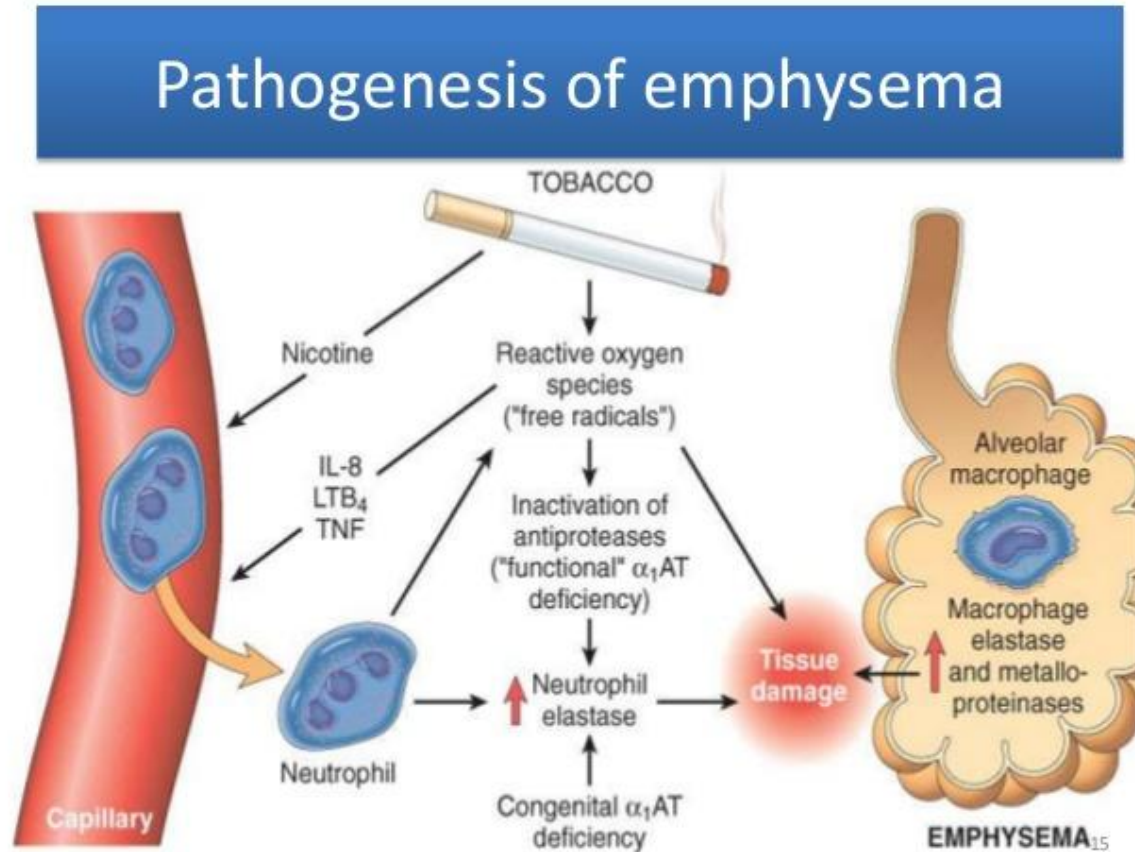 Pathogenesis of emphysema
TOBACCO
Nicotine
Reactive oxygen
species
("free radicals")
IL-8
LTB₄
TNF
Inactivation of
antiproteases
("functional" α₁AT
deficiency)
Neutrophil
elastase
Neutrophil
Congenital α₁AT
deficiency
Capillary
Tissue
damage
Alveolar
macrophage
Macrophage
elastase
and metallo-
proteinases
EMPHYSEMA
15